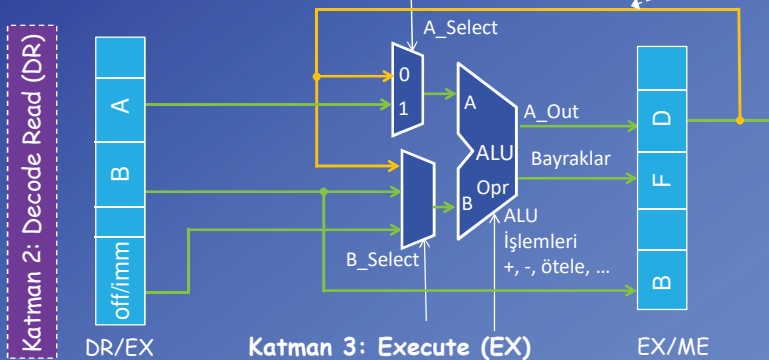 Katman 2: Decode Read (DR)
A
B
off/imm
DR/EX
A_Select
0
1
B_Select
A
B
ALU
Opr
A_Out
Bayraklar
ALU
İşlemleri
+, -, ötele, ...
Katman 3: Execute (EX)
D
F
B
EX/ME